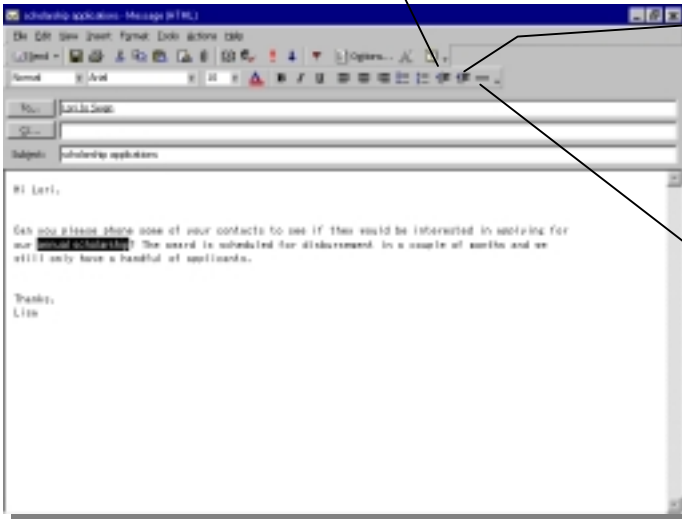 scholarship applications - Message (HTML)
File Edit View Insert Format Tools Actions Help
Send Options...
Normal Arial 10 A B I U
To... Lori Jo Swan
Cc...
Subject: scholarship applications
Hi Lori,
Can you please phone some of your contacts to see if they would be interested in applying for
our annual scholarship? The award is scheduled for disbursement in a couple of months and we
still only have a handful of applicants.
Thanks,
Lisa